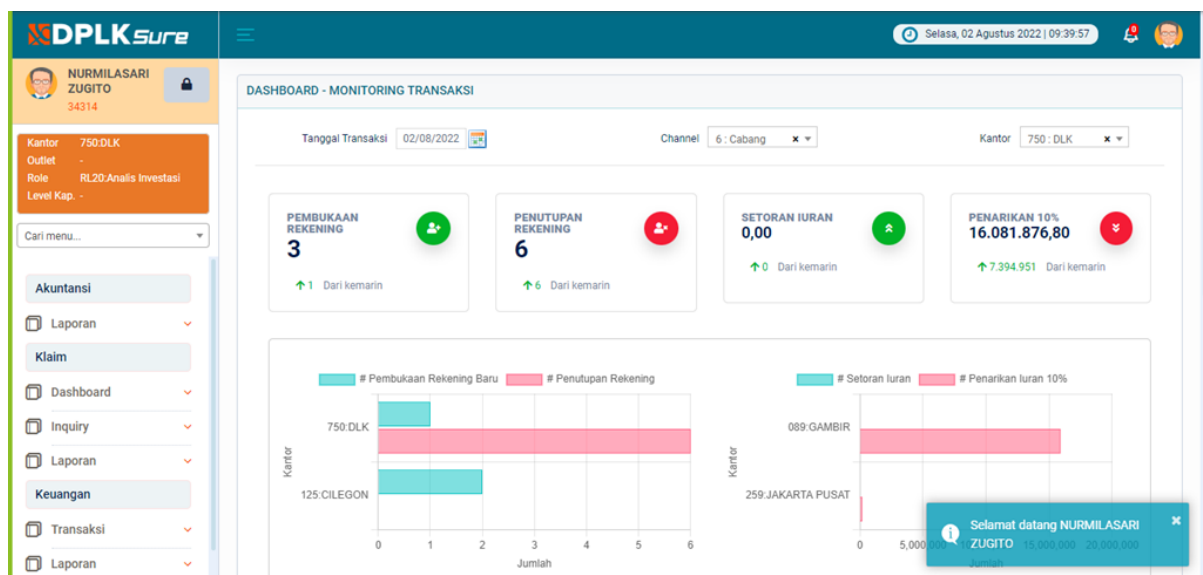 DPLKSure
Selasa, 02 Agustus 2022 | 09:39:57
NURMILASARI
ZUGITO
34314
Kantor 750:DLK
Outlet -
Role RL20:Analis Investasi
Level Kap. -
Cari menu...
Akuntansi
Laporan
Klaim
Dashboard
Inquiry
Laporan
Keuangan
Transaksi
Laporan
DASHBOARD - MONITORING TRANSAKSI
Tanggal Transaksi 02/08/2022
Channel 6 : Cabang x
Kantor 750 : DLK x
PEMBUKAAN
REKENING
3
1 Dari kemarin
PENUTUPAN
REKENING
6
6 Dari kemarin
SETORAN IURAN
0,00
0 Dari kemarin
PENARIKAN 10%
16.081.876,80
7.394.951 Dari kemarin
# Pembukaan Rekening Baru # Penutupan Rekening
Kantor
750:DLK
125:CILEGON
0 1 2 3 4 5 6
Jumlah
# Setoran Iuran # Penarikan Iuran 10%
Kantor
089:GAMBIR
259:JAKARTA PUSAT
0 5,000,000 15,000,000 20,000,000
Jumlah
Selamat datang NURMILASARI
ZUGITO
x